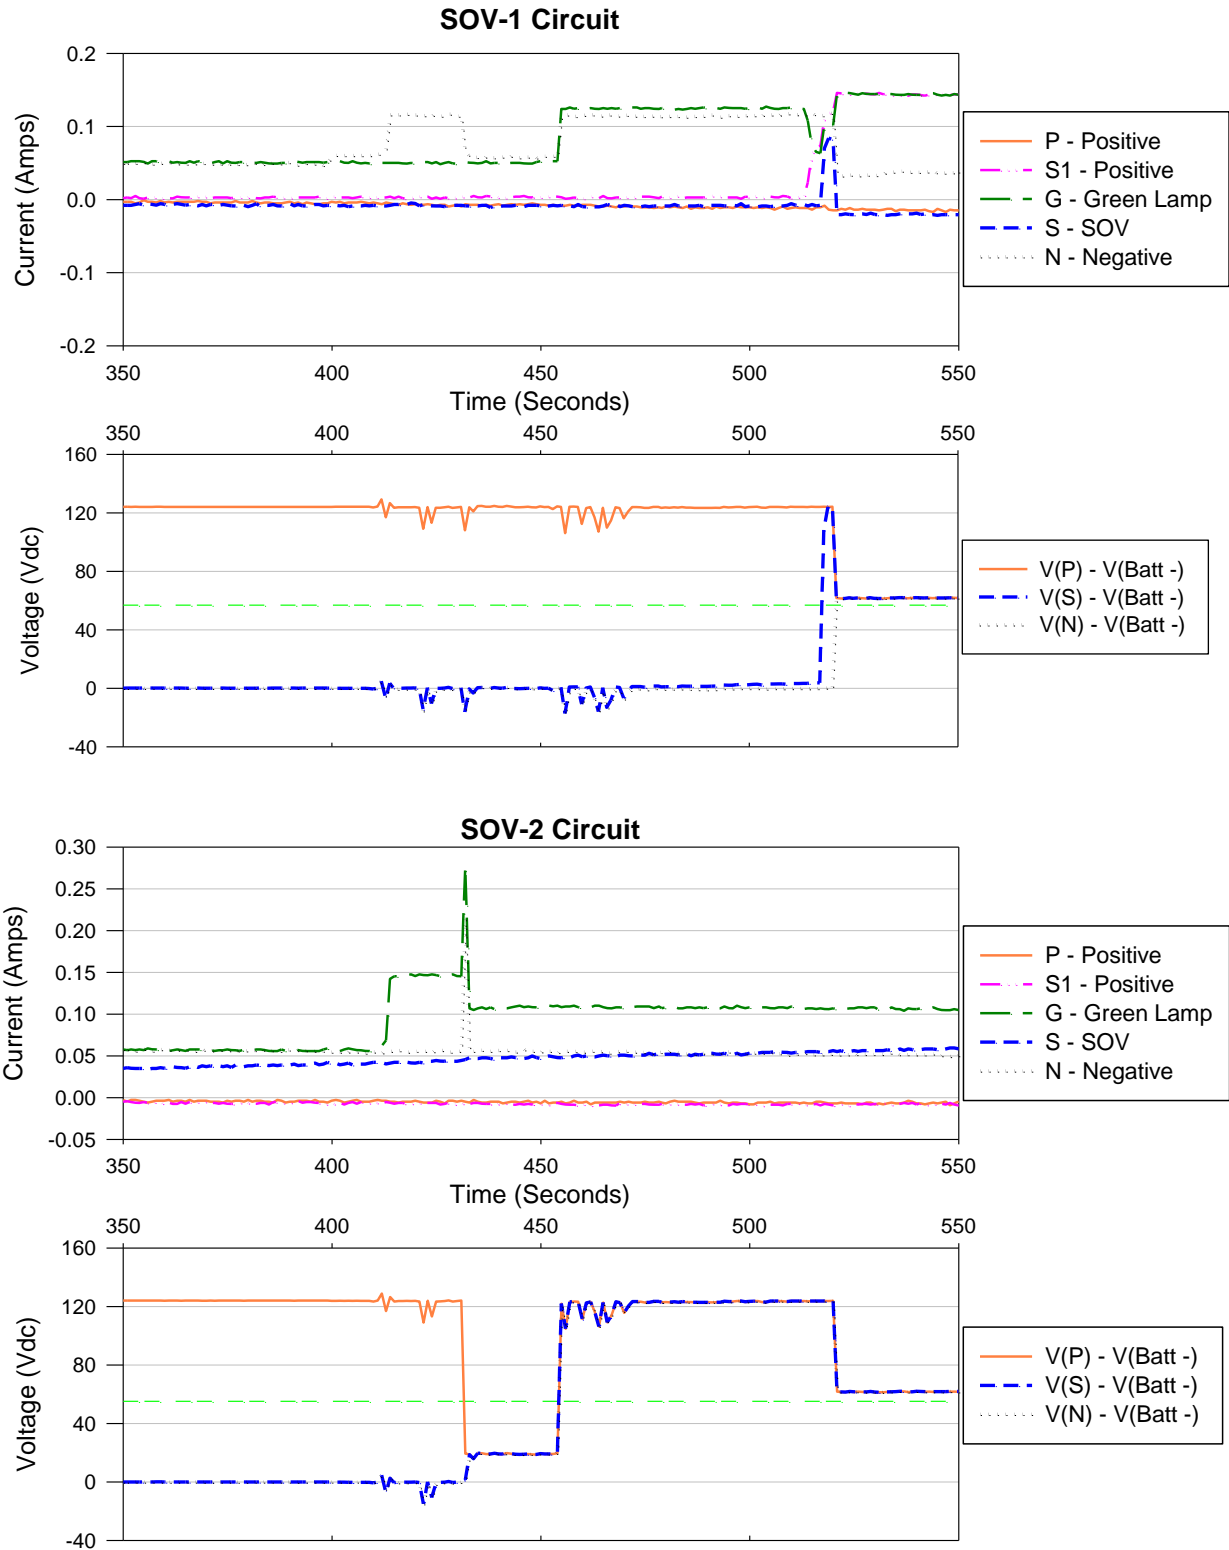 SOV-1 Circuit
0.2
0.1
0.0
-0.1
-0.2
Current (Amps)
350 400 450 500 550
Time (Seconds)
P - Positive
S1 - Positive
G - Green Lamp
S - SOV
N - Negative
350 400 450 500 550
160
120
80
40
0
-40
Voltage (Vdc)
V(P) - V(Batt -)
V(S) - V(Batt -)
V(N) - V(Batt -)
SOV-2 Circuit
0.30
0.25
0.20
0.15
0.10
0.05
0.00
-0.05
Current (Amps)
350 400 450 500 550
Time (Seconds)
P - Positive
S1 - Positive
G - Green Lamp
S - SOV
N - Negative
350 400 450 500 550
160
120
80
40
0
-40
Voltage (Vdc)
V(P) - V(Batt -)
V(S) - V(Batt -)
V(N) - V(Batt -)